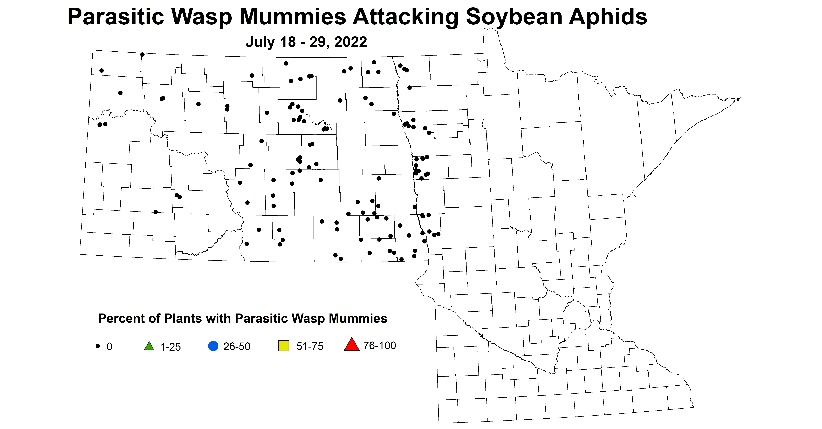 Parasitic Wasp Mummies Attacking Soybean Aphids
July 18 - 29, 2022
Percent of Plants with Parasitic Wasp Mummies
0 1-25 26-50 51-75 76-100